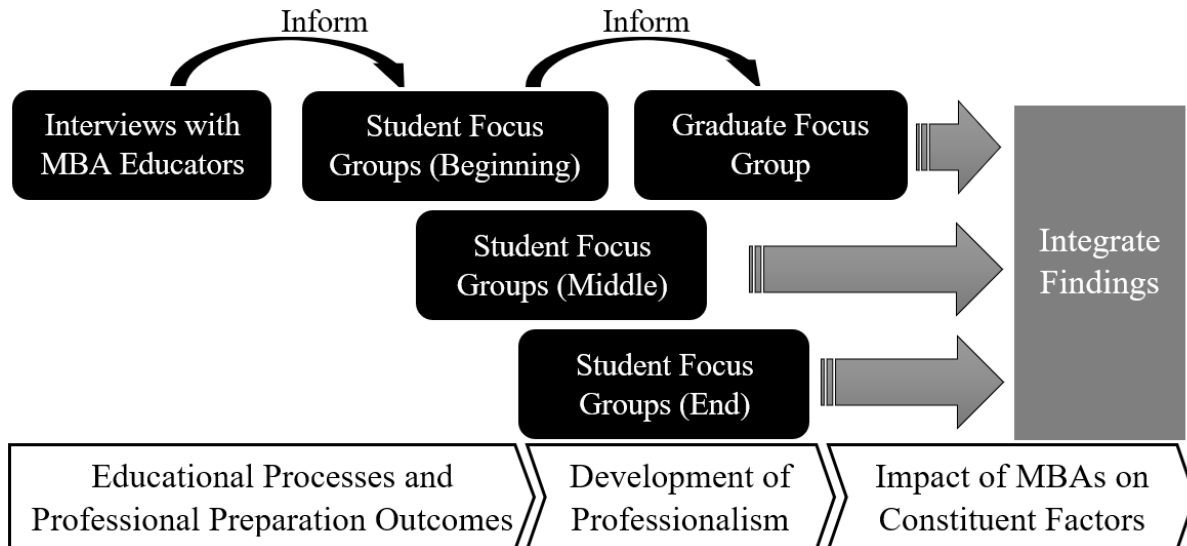 Inform
Inform
Interviews with
MBA Educators
Student Focus
Groups (Beginning)
Graduate Focus
Group
Student Focus
Groups (Middle)
Integrate
Findings
Student Focus
Groups (End)
Educational Processes and
Professional Preparation Outcomes
Development of
Professionalism
Impact of MBAs on
Constituent Factors